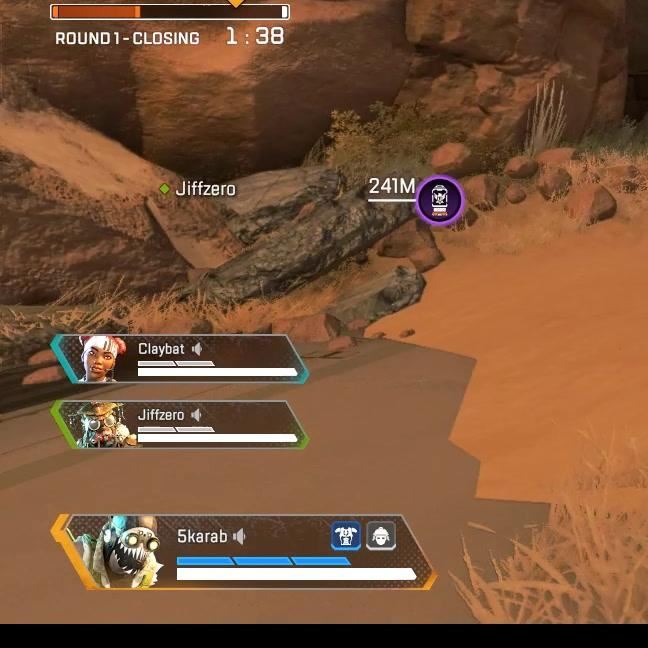 ROUND 1 - CLOSING 1:38
Jiffzero
241M
Claybat
Jiffzero
5karab